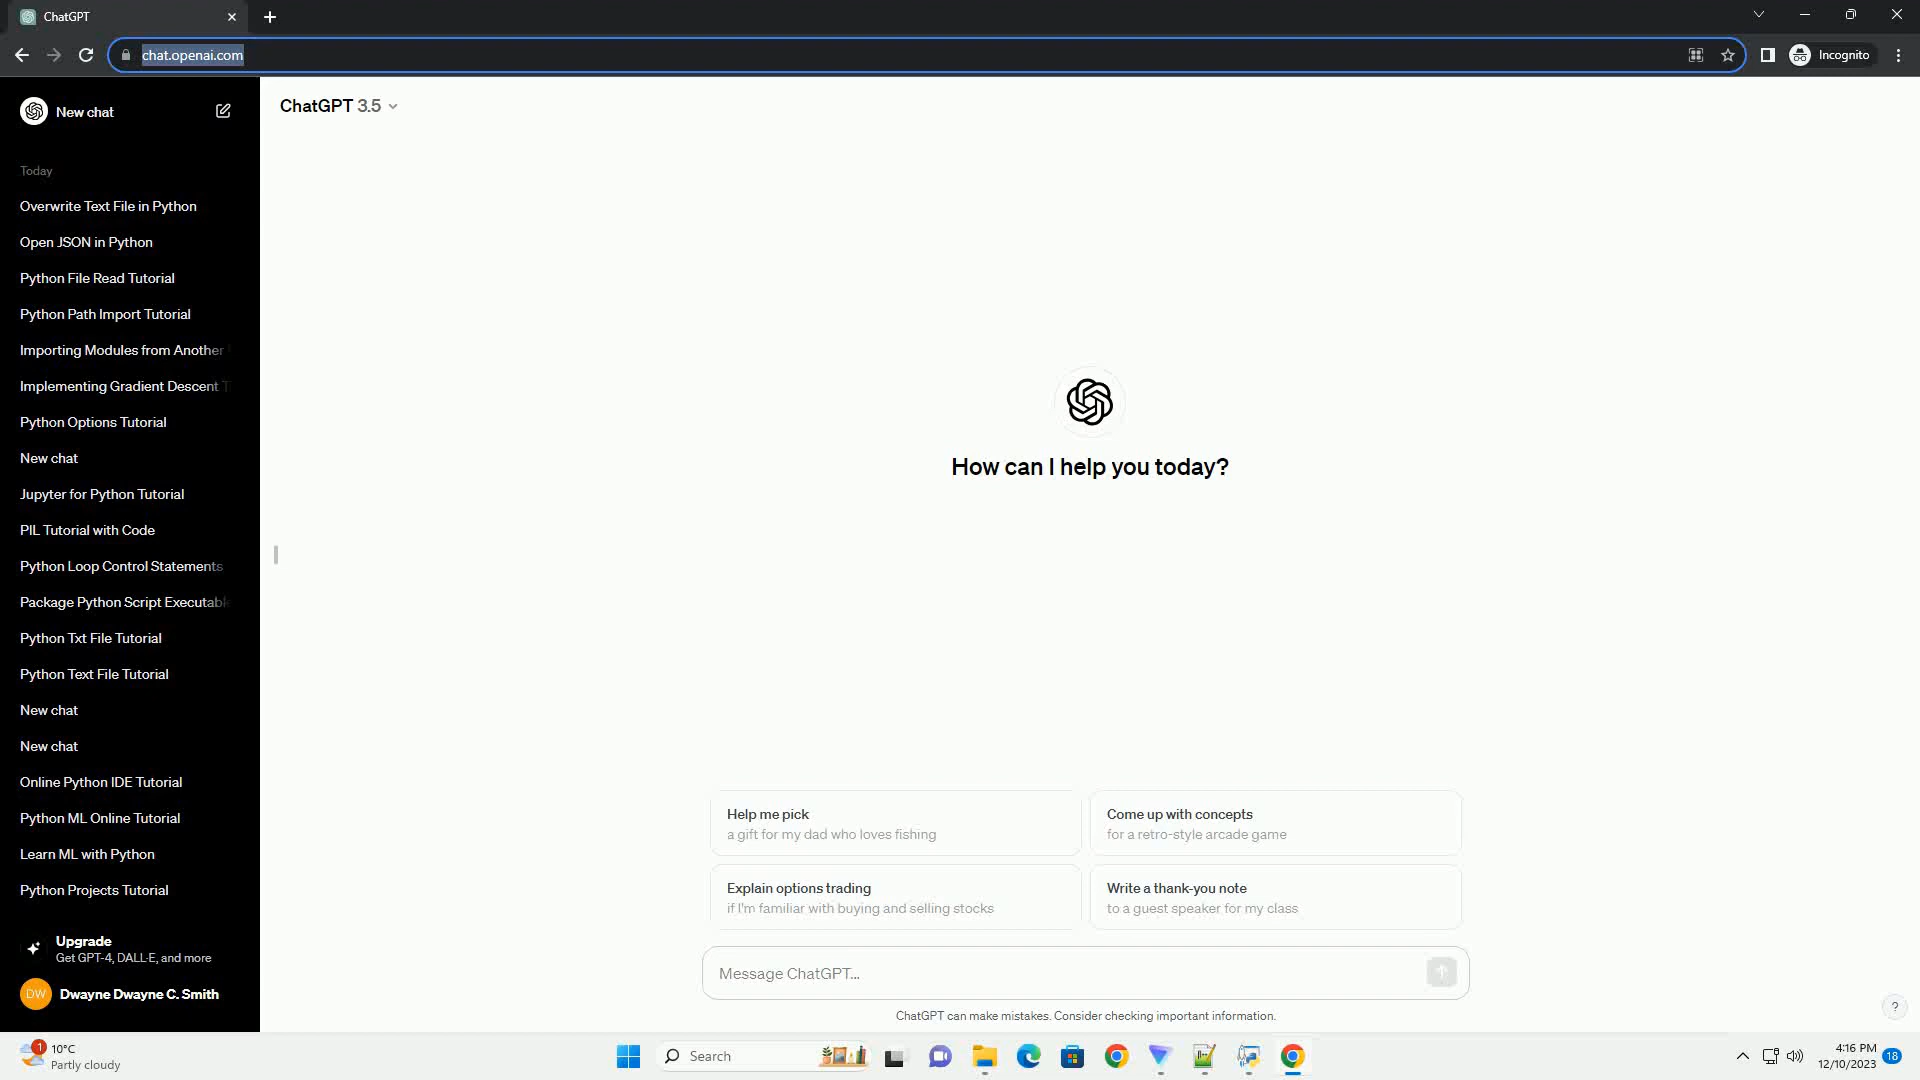 ChatGPT
chat.openai.com
Incognito
New chat
Today
Overwrite Text File in Python
Open JSON in Python
Python File Read Tutorial
Python Path Import Tutorial
Importing Modules from Another
Implementing Gradient Descent T
Python Options Tutorial
New chat
Jupyter for Python Tutorial
PIL Tutorial with Code
Python Loop Control Statements
Package Python Script Executabl
Python Txt File Tutorial
Python Text File Tutorial
New chat
New chat
Online Python IDE Tutorial
Python ML Online Tutorial
Learn ML with Python
Python Projects Tutorial
Upgrade
Get GPT-4, DALL·E, and more
DW
Dwayne Dwayne C. Smith
ChatGPT 3.5
How can I help you today?
Help me pick
a gift for my dad who loves fishing
Come up with concepts
for a retro-style arcade game
Explain options trading
if I'm familiar with buying and selling stocks
Write a thank-you note
to a guest speaker for my class
Message ChatGPT...
ChatGPT can make mistakes. Consider checking important information.
?
1
10°C
Partly cloudy
Search
4:16 PM
12/10/2023
18